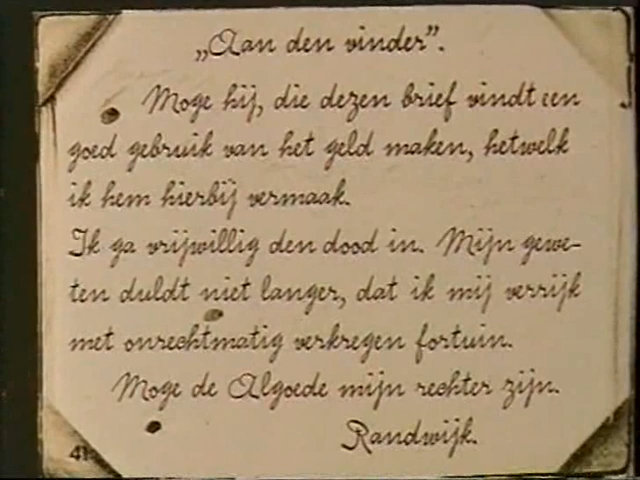 „Aan den vinder”.
Moge hij, die dezen brief vindt een
goed gebruik van het geld maken, hetwelk
ik hem hierbij vermaak.
Ik ga vrijwillig den dood in. Mijn gewe-
ten duldt niet langer, dat ik mij verrijk
met onrechtmatig verkregen fortuin.
Moge de Algoede mijn rechter zijn.
Randwijk.
41